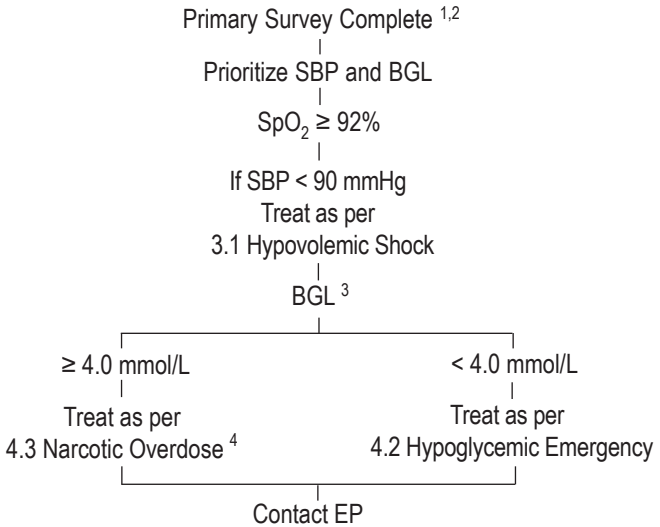 Primary Survey Complete 1,2
Prioritize SBP and BGL
SpO2 ≥ 92%
If SBP < 90 mmHg
Treat as per
3.1 Hypovolemic Shock
BGL 3
≥ 4.0 mmol/L
Treat as per
4.3 Narcotic Overdose 4
< 4.0 mmol/L
Treat as per
4.2 Hypoglycemic Emergency
Contact EP